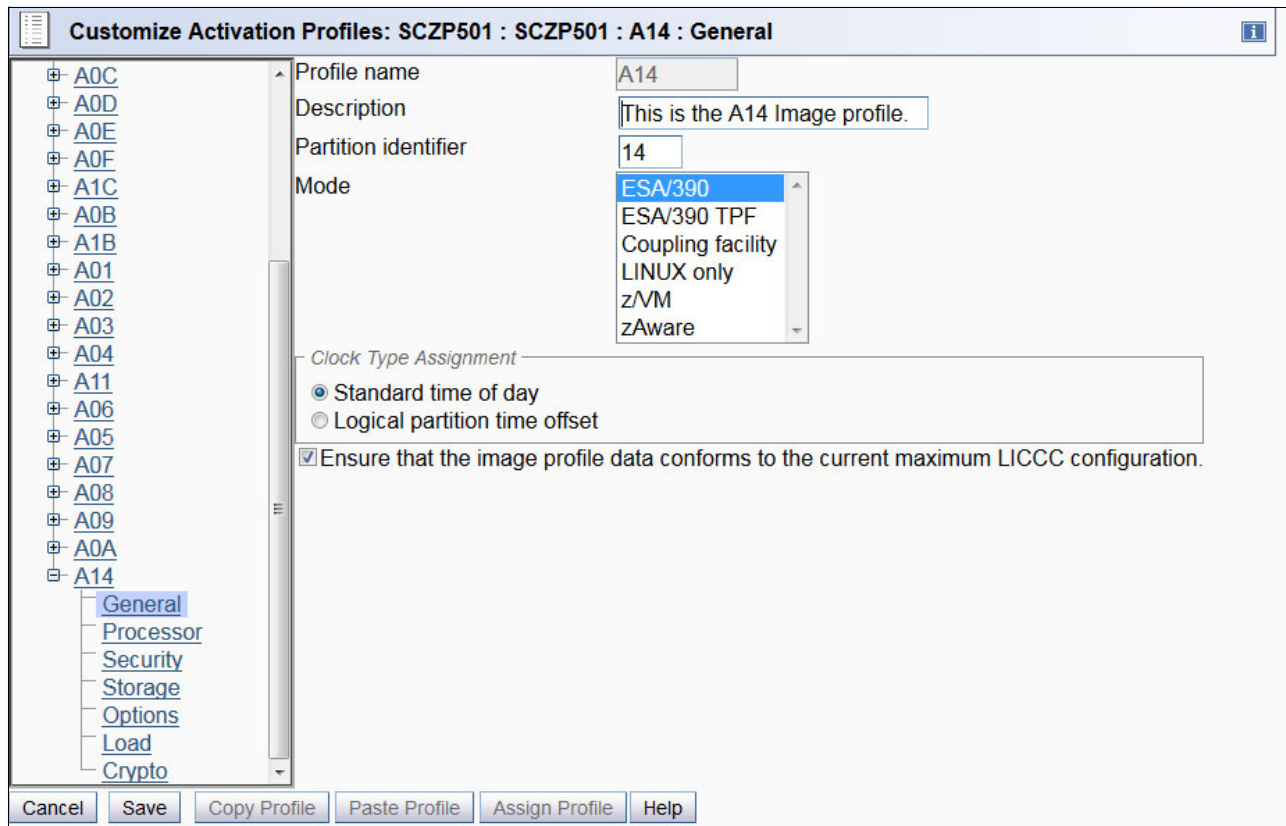 Customize Activation Profiles: SCZP501 : SCZP501 : A14 : General
i
A0C
A0D
A0E
A0F
A1C
A0B
A1B
A01
A02
A03
A04
A11
A06
A05
A07
A08
A09
A0A
A14
General
Processor
Security
Storage
Options
Load
Crypto
Profile name
A14
Description
This is the A14 Image profile.
Partition identifier
14
Mode
ESA/390
ESA/390 TPF
Coupling facility
LINUX only
z/VM
zAware
Clock Type Assignment
Standard time of day
Logical partition time offset
Ensure that the image profile data conforms to the current maximum LICCC configuration.
Cancel
Save
Copy Profile
Paste Profile
Assign Profile
Help